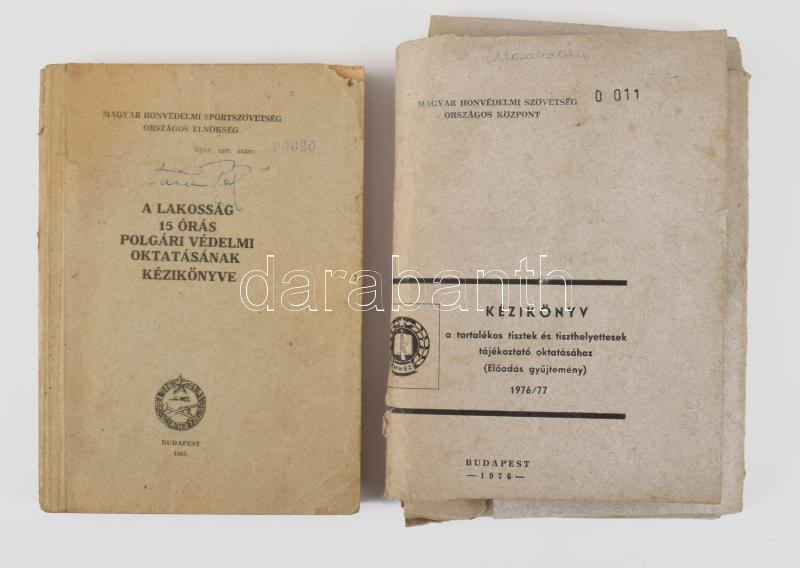 MAGYAR HONVÉDELMI SPORTSZÖVETSÉG
ORSZÁGOS ELNÖKSÉG
Nyilv. tart. szám:
A LAKOSSÁG
15 ÓRÁS
POLGÁRI VÉDELMI
OKTATÁSÁNAK
KÉZIKÖNYVE
BUDAPEST
1965
MAGYAR HONVÉDELMI SZÖVETSÉG
ORSZÁGOS KÖZPONT
0 011
KÉZIKÖNYV
a tartalékos tisztek és tiszthelyettesek
tájékoztató oktatásához
(Előadás gyűjtemény)
1976/77
MHSZ
BUDAPEST
—1976—
darabanth